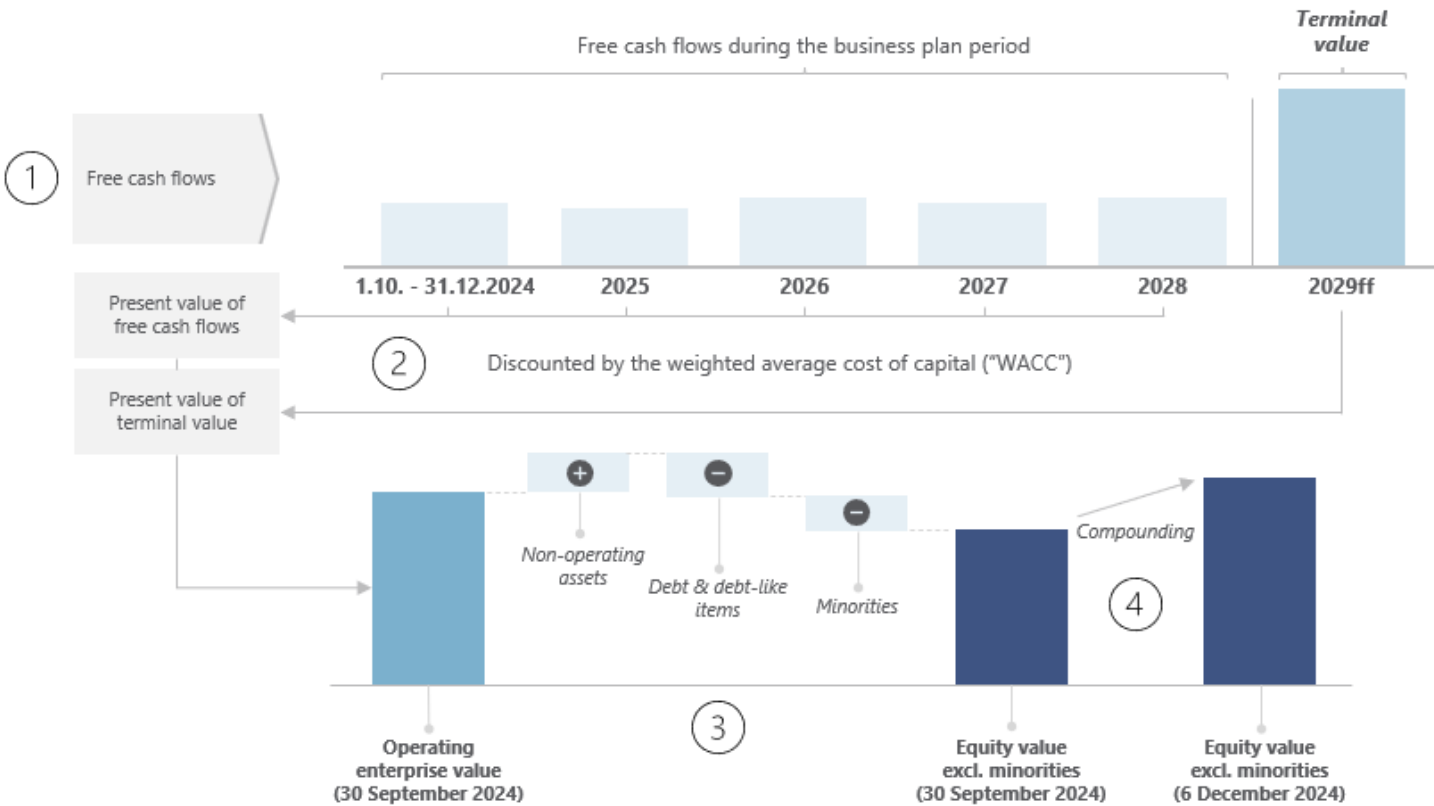 Terminal
value
Free cash flows during the business plan period
1
Free cash flows
1.10. - 31.12.2024
2025
2026
2027
2028
2029ff
Present value of
free cash flows
2
Discounted by the weighted average cost of capital ("WACC")
Present value of
terminal value
+
−
−
Non-operating
assets
Debt & debt-like
items
Minorities
Compounding
4
3
Operating
enterprise value
(30 September 2024)
Equity value
excl. minorities
(30 September 2024)
Equity value
excl. minorities
(6 December 2024)